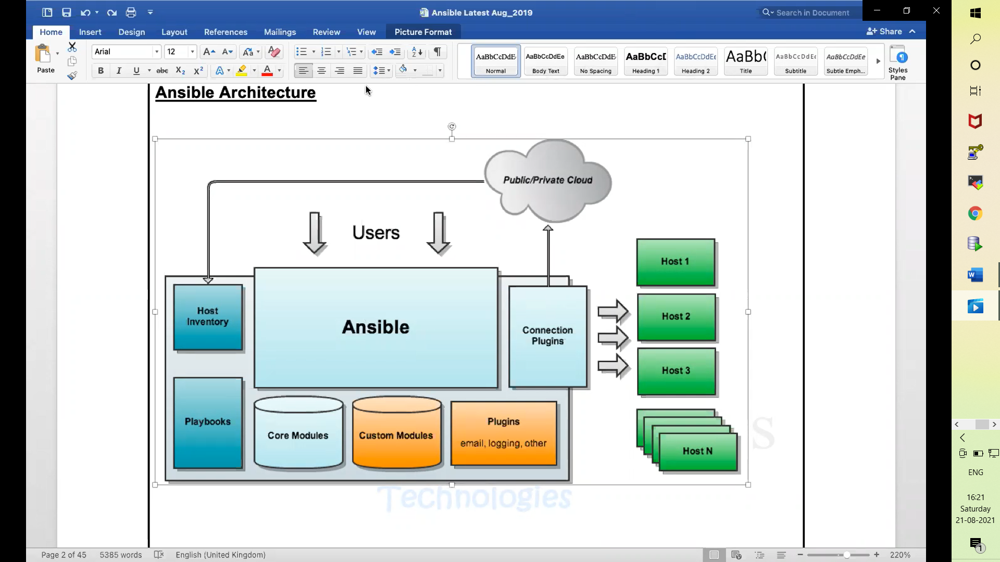 Ansible Latest Aug_2019
Search in Document
Home Insert Design Layout References Mailings Review View Picture Format
Share
Paste
Arial 12
AaBbCcDdE AaBbCcDdEe AaBbCcDdE AaBbCcD AaBbCcDdEe AaBb( AaBbCcDdE AaBbCcDdEe
Normal Body Text No Spacing Heading 1 Heading 2 Title Subtitle Subtle Emph...
Styles
Pane
Ansible Architecture
Public/Private Cloud
Users
Host 1
Host
Inventory
Ansible
Connection
Plugins
Host 2
Host 3
Playbooks
Core Modules
Custom Modules
Plugins
email, logging, other
Host N
S
Technologies
Page 2 of 45 5385 words English (United Kingdom) 220%
ENG
16:21
Saturday
21-08-2021
1